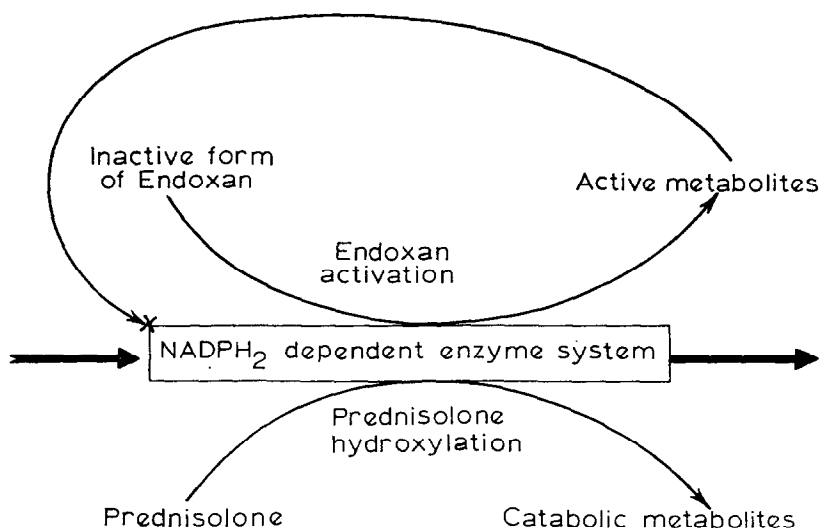 Inactive form
of Endoxan
Active metabolites
Endoxan
activation
NADPH₂ dependent enzyme system
Prednisolone
hydroxylation
Prednisolone
Catabolic metabolites